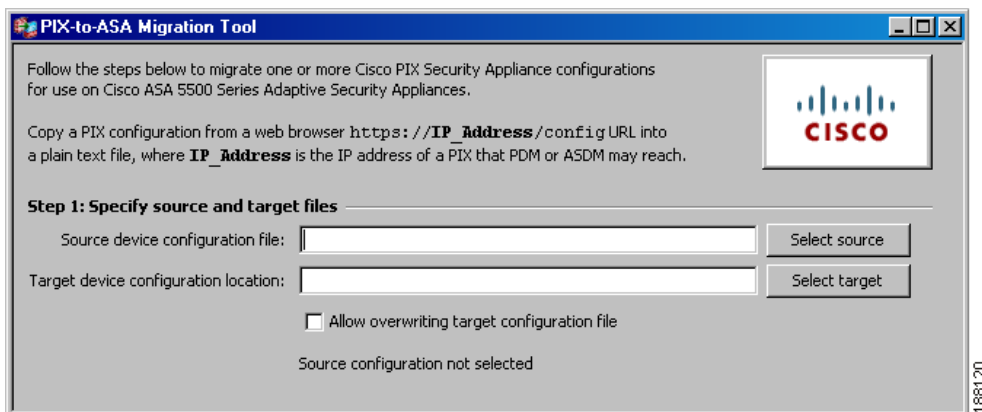 PIX-to-ASA Migration Tool
Follow the steps below to migrate one or more Cisco PIX Security Appliance configurations
for use on Cisco ASA 5500 Series Adaptive Security Appliances.
Copy a PIX configuration from a web browser https://IP_Address/config URL into
a plain text file, where IP_Address is the IP address of a PIX that PDM or ASDM may reach.
CISCO
Step 1: Specify source and target files
Source device configuration file:
Select source
Target device configuration location:
Select target
Allow overwriting target configuration file
Source configuration not selected
188120